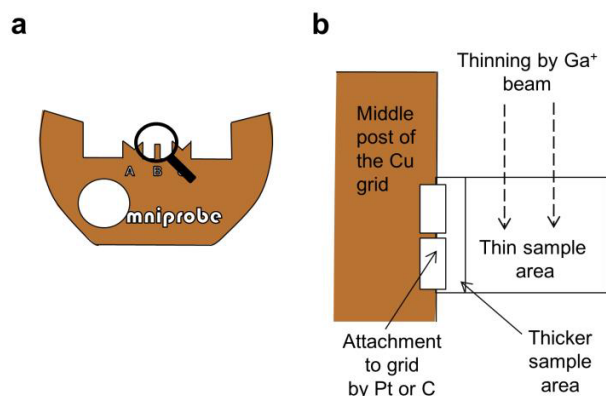 a
b
Thinning by Ga⁺
beam
Middle
post of
the Cu
grid
A B
mniprobe
Thin sample
area
Attachment
to grid
by Pt or C
Thicker
sample
area